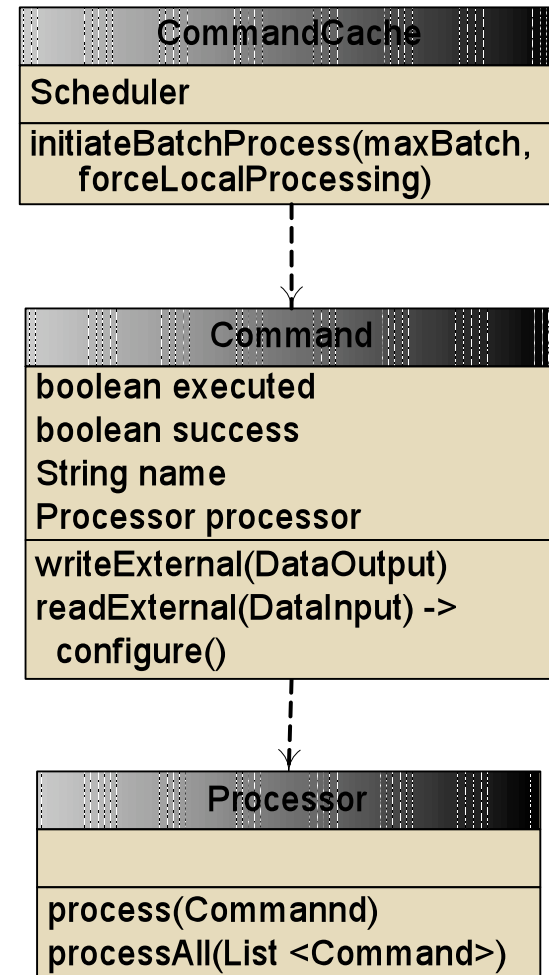 CommandCache
Scheduler
initiateBatchProcess(maxBatch,
forceLocalProcessing)
Command
boolean executed
boolean success
String name
Processor processor
writeExternal(DataOutput)
readExternal(DataInput) ->
configure()
Processor
process(Commannd)
processAll(List <Command>)